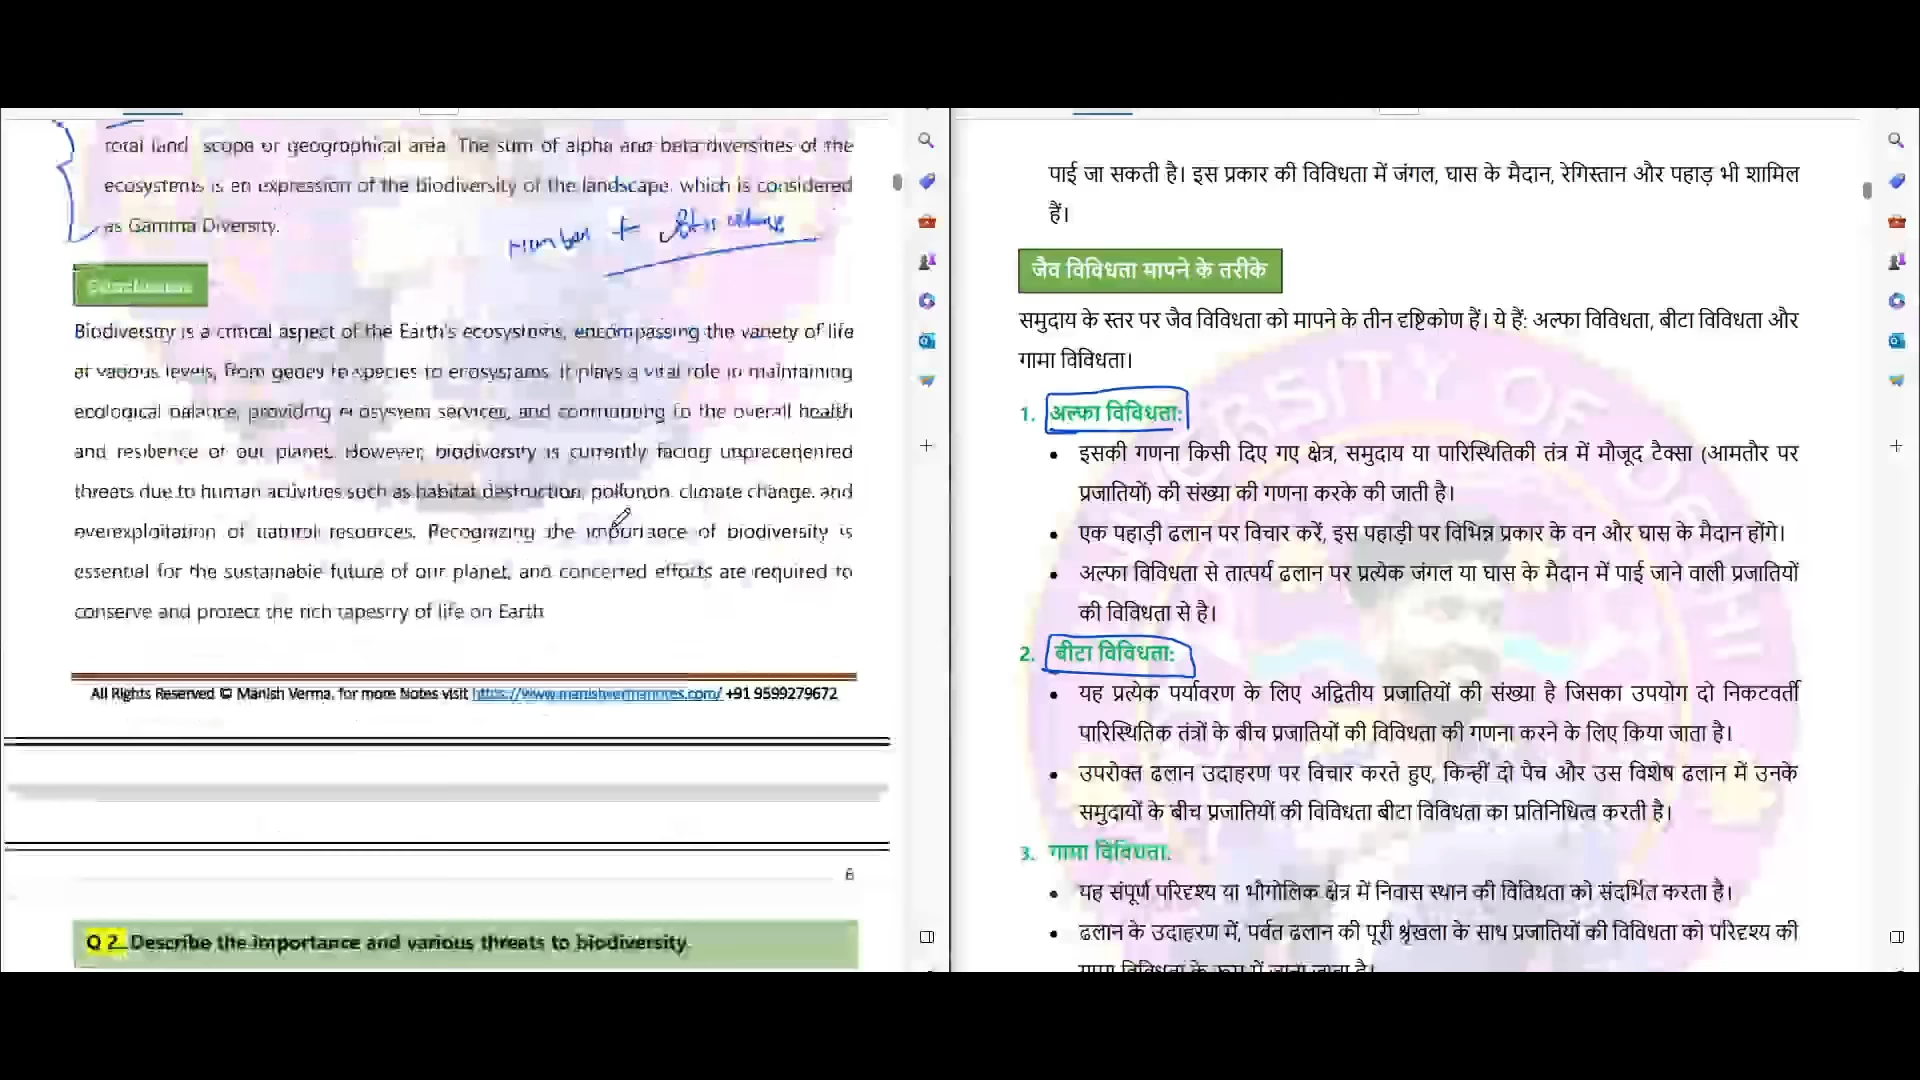 total land scope or geographical area. The sum of alpha and beta diversities of the
ecosystems is an expression of the biodiversity of the landscape, which is considered
as Gamma Diversity.
number +
Conclusion
Biodiversity is a critical aspect of the Earth's ecosystems, encompassing the variety of life
at various levels, from genes to species to ecosystems. It plays a vital role in maintaining
ecological balance, providing ecosystem services, and contributing to the overall health
and resilience of our planet. However, biodiversity is currently facing unprecedented
threats due to human activities such as habitat destruction, pollution, climate change, and
overexploitation of natural resources. Recognizing the importance of biodiversity is
essential for the sustainable future of our planet, and concerted efforts are required to
conserve and protect the rich tapestry of life on Earth
All Rights Reserved © Manish Verma, for more Notes visit https://www.manishvermanotes.com/ +91 9599279672
6
Q 2. Describe the importance and various threats to biodiversity.
पाई जा सकती है। इस प्रकार की विविधता में जंगल, घास के मैदान, रेगिस्तान और पहाड़ भी शामिल
हैं।
जैव विविधता मापने के तरीके
समुदाय के स्तर पर जैव विविधता को मापने के तीन दृष्टिकोण हैं। ये हैं: अल्फा विविधता, बीटा विविधता और
गामा विविधता।
1. अल्फा विविधता:
• इसकी गणना किसी दिए गए क्षेत्र, समुदाय या पारिस्थितिकी तंत्र में मौजूद टैक्सा (आमतौर पर
प्रजातियों) की संख्या की गणना करके की जाती है।
• एक पहाड़ी ढलान पर विचार करें, इस पहाड़ी पर विभिन्न प्रकार के वन और घास के मैदान होंगे।
• अल्फा विविधता से तात्पर्य ढलान पर प्रत्येक जंगल या घास के मैदान में पाई जाने वाली प्रजातियों
की विविधता से है।
2. बीटा विविधता:
• यह प्रत्येक पर्यावरण के लिए अद्वितीय प्रजातियों की संख्या है जिसका उपयोग दो निकटवर्ती
पारिस्थितिक तंत्रों के बीच प्रजातियों की विविधता की गणना करने के लिए किया जाता है।
• उपरोक्त ढलान उदाहरण पर विचार करते हुए, किन्हीं दो पैच और उस विशेष ढलान में उनके
समुदायों के बीच प्रजातियों की विविधता बीटा विविधता का प्रतिनिधित्व करती है।
3. गामा विविधता:
• यह संपूर्ण परिदृश्य या भौगोलिक क्षेत्र में निवास स्थान की विविधता को संदर्भित करता है।
• ढलान के उदाहरण में, पर्वत ढलान की पूरी श्रृंखला के साथ प्रजातियों की विविधता को परिदृश्य की
गामा विविधता के रूप में जाना जाता है।
UNIVERSITY OF DELHI